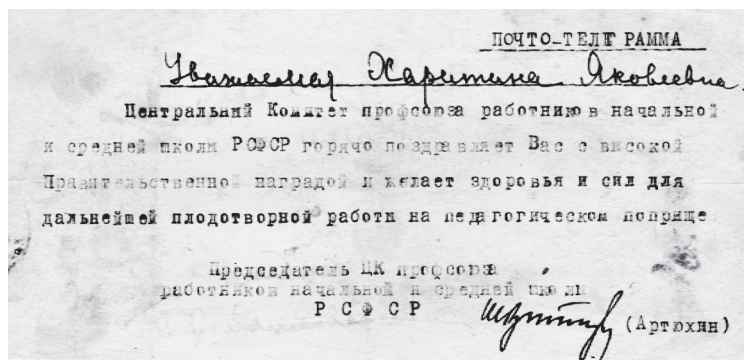 ПОЧТО-ТЕЛЕГРАММА
Уважаемая Харитина Яковлевна.
Центральный Комитет профсоюза работников начальной
и средней школы РСФСР горячо поздравляет Вас с высокой
Правительственной наградой и желает здоровья и сил для
дальнейшей плодотворной работы на педагогическом поприще
Председатель ЦК профсоюза
работников начальной и средней школы
РСФСР
(Артюхин)